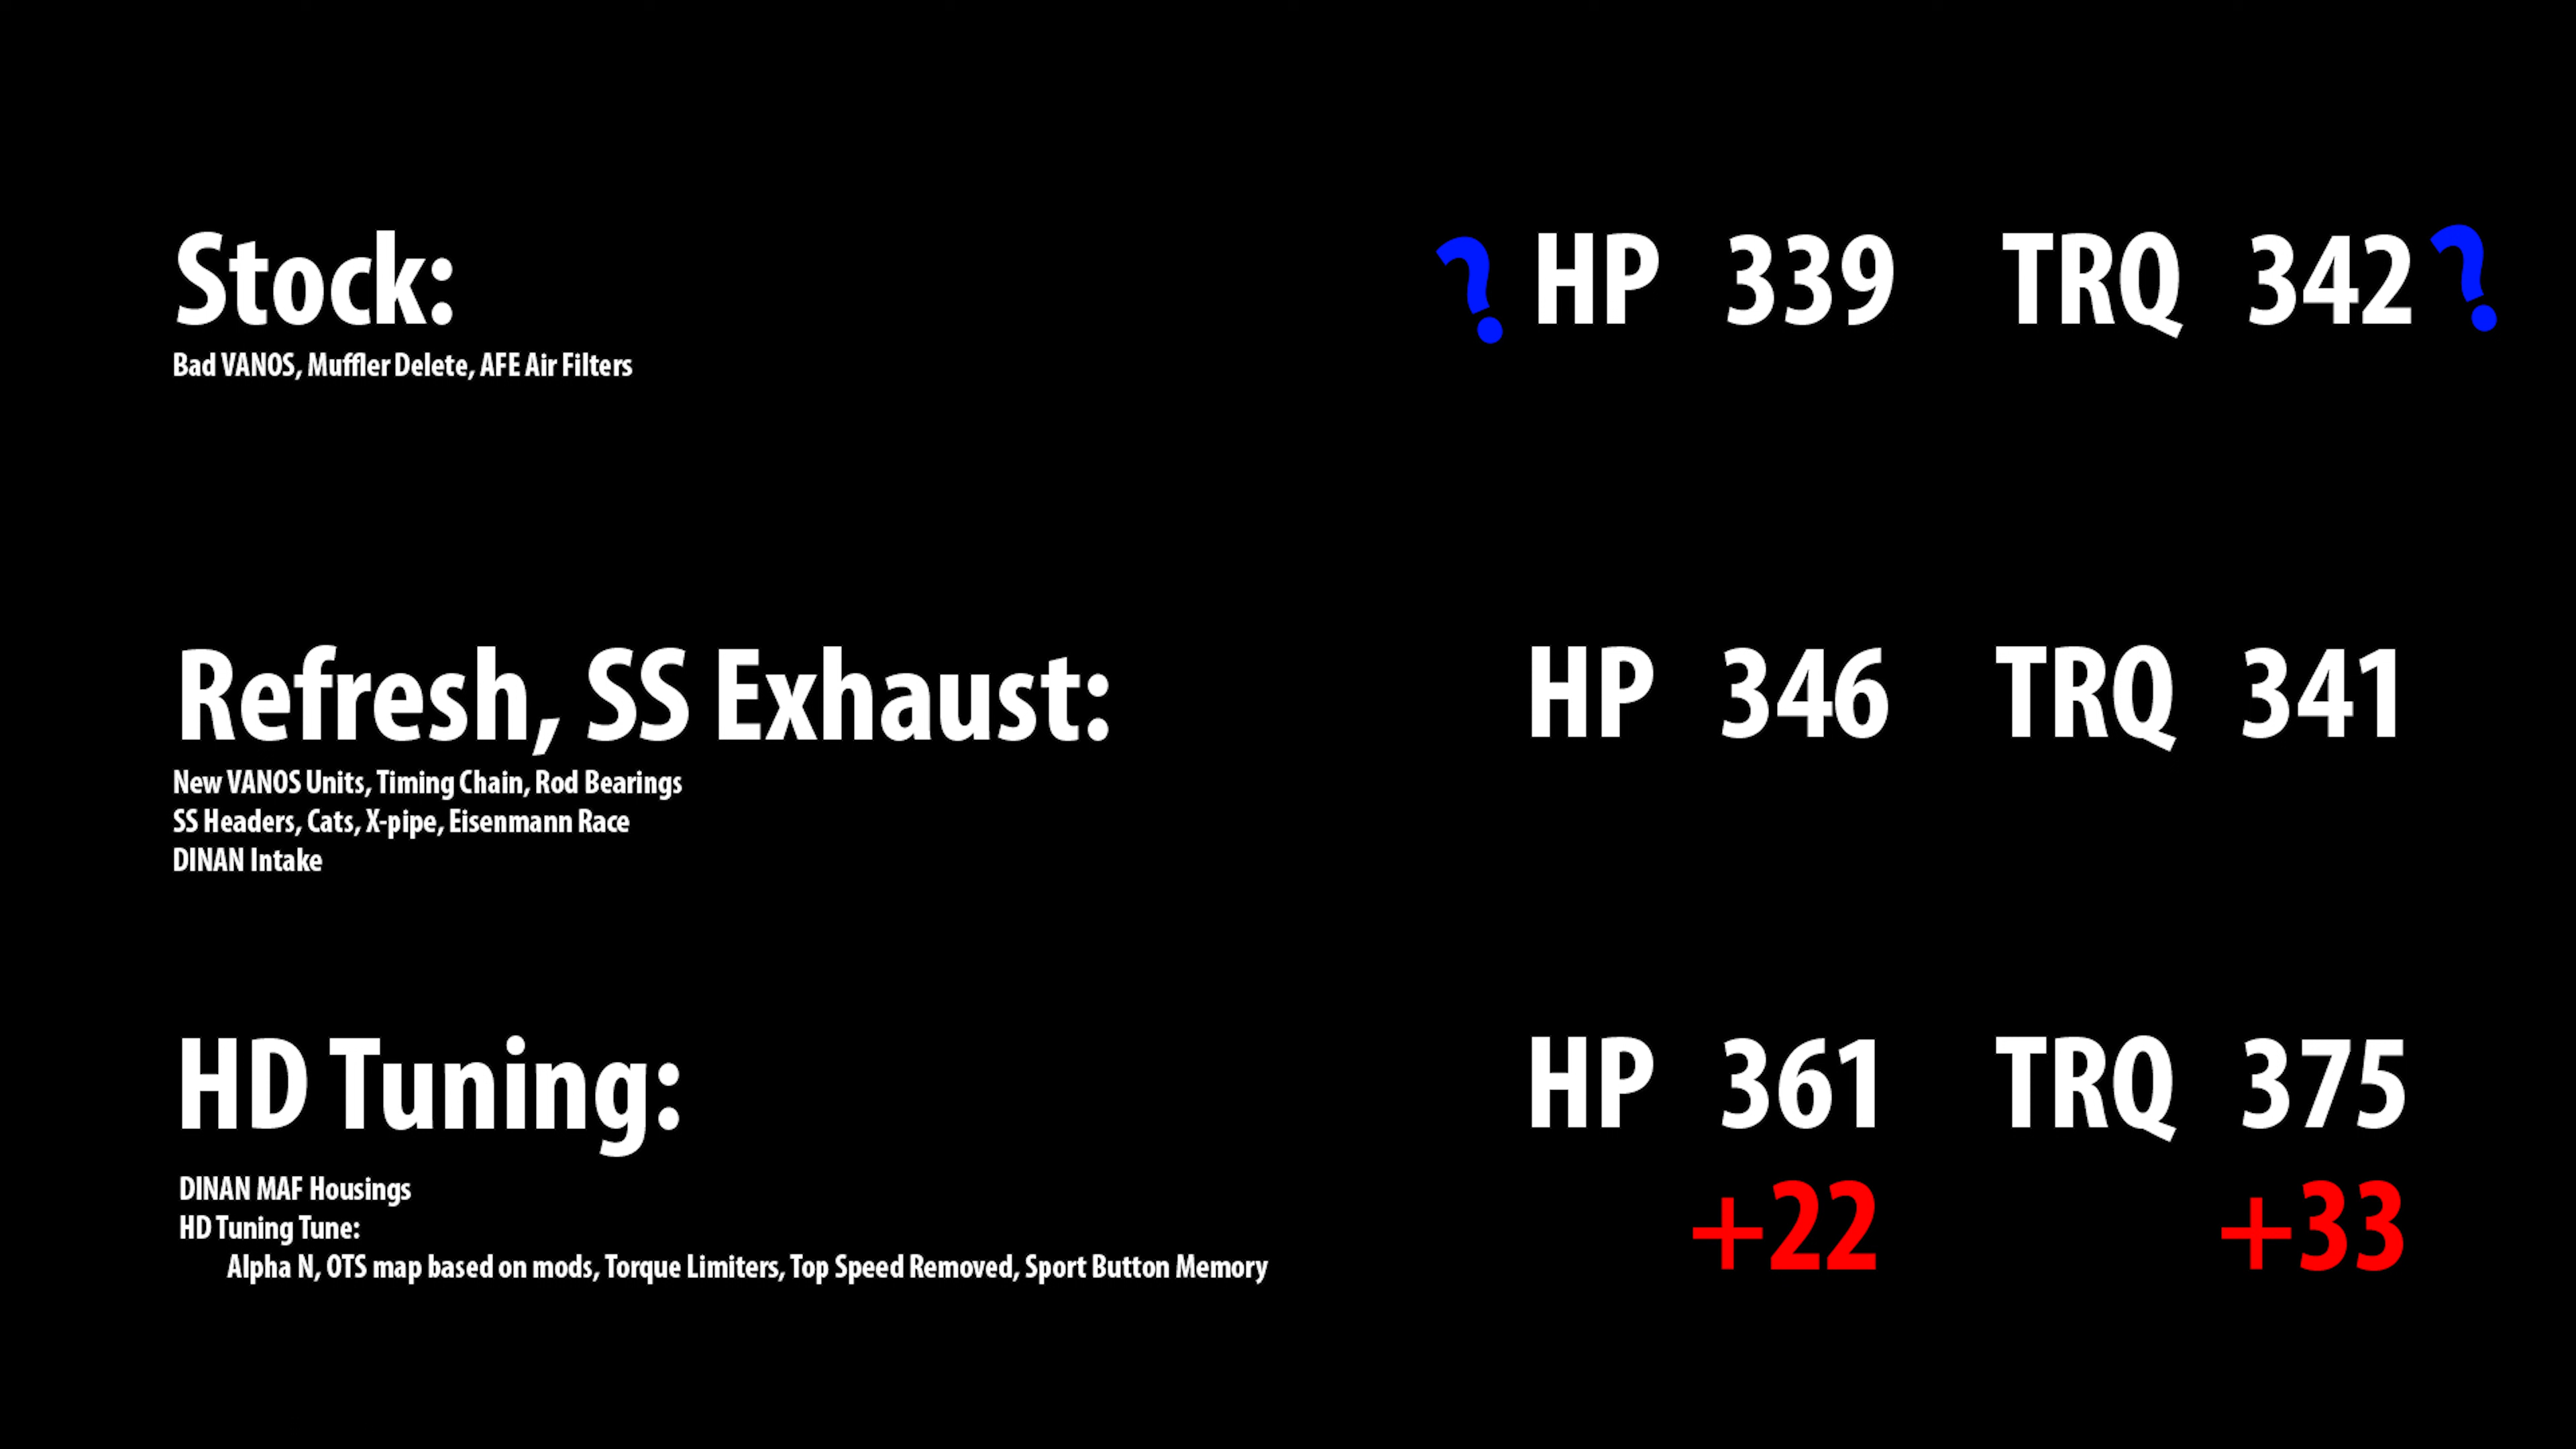 Stock: ? HP 339 TRQ 342 ?
Bad VANOS, Muffler Delete, AFE Air Filters
Refresh, SS Exhaust: HP 346 TRQ 341
New VANOS Units, Timing Chain, Rod Bearings
SS Headers, Cats, X-pipe, Eisenmann Race
DINAN Intake
HD Tuning: HP 361 TRQ 375
DINAN MAF Housings
+22 +33
HD Tuning Tune:
Alpha N, OTS map based on mods, Torque Limiters, Top Speed Removed, Sport Button Memory